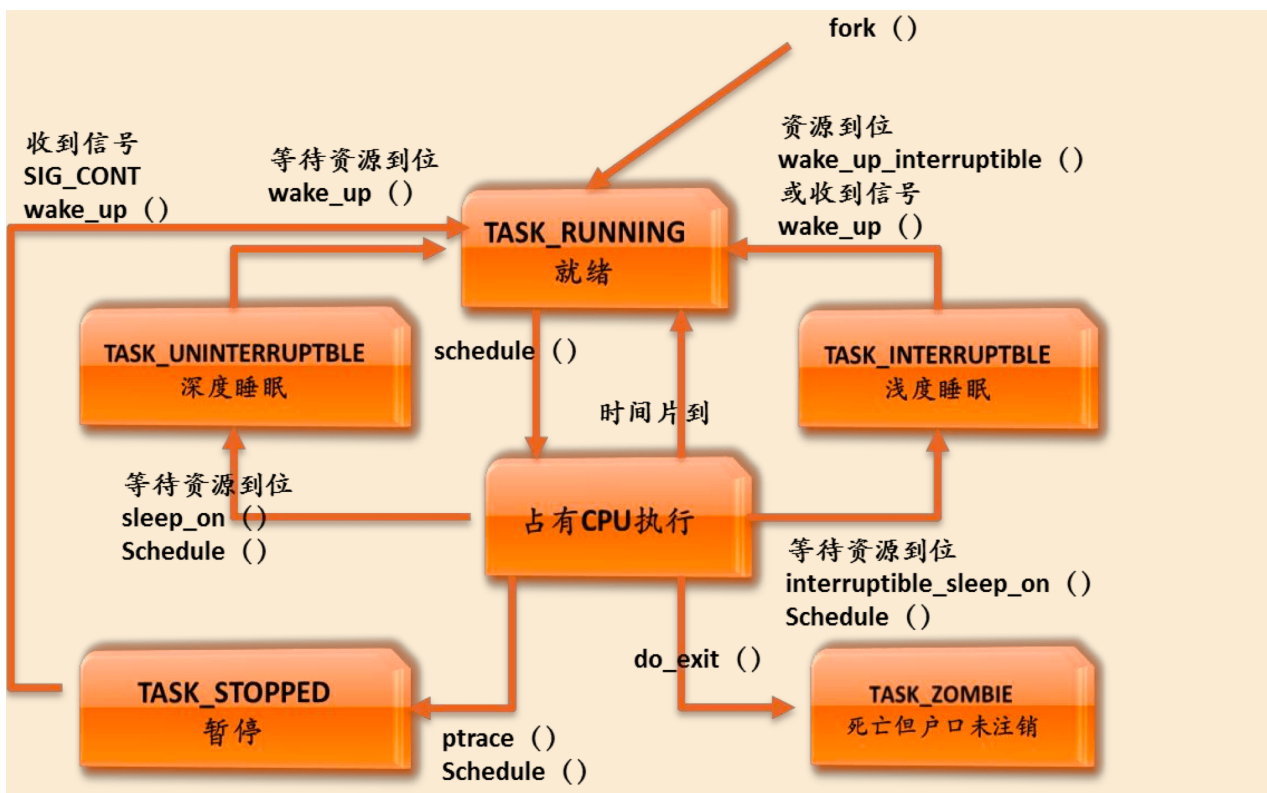 fork（）
收到信号
SIG_CONT
wake_up（）
等待资源到位
wake_up（）
资源到位
wake_up_interruptible（）
或收到信号
wake_up（）
TASK_RUNNING
就绪
TASK_UNINTERRUPTBLE
深度睡眠
schedule（）
时间片到
TASK_INTERRUPTBLE
浅度睡眠
等待资源到位
sleep_on（）
Schedule（）
占有CPU执行
等待资源到位
interruptible_sleep_on（）
Schedule（）
TASK_STOPPED
暂停
ptrace（）
Schedule（）
do_exit（）
TASK_ZOMBIE
死亡但户口未注销